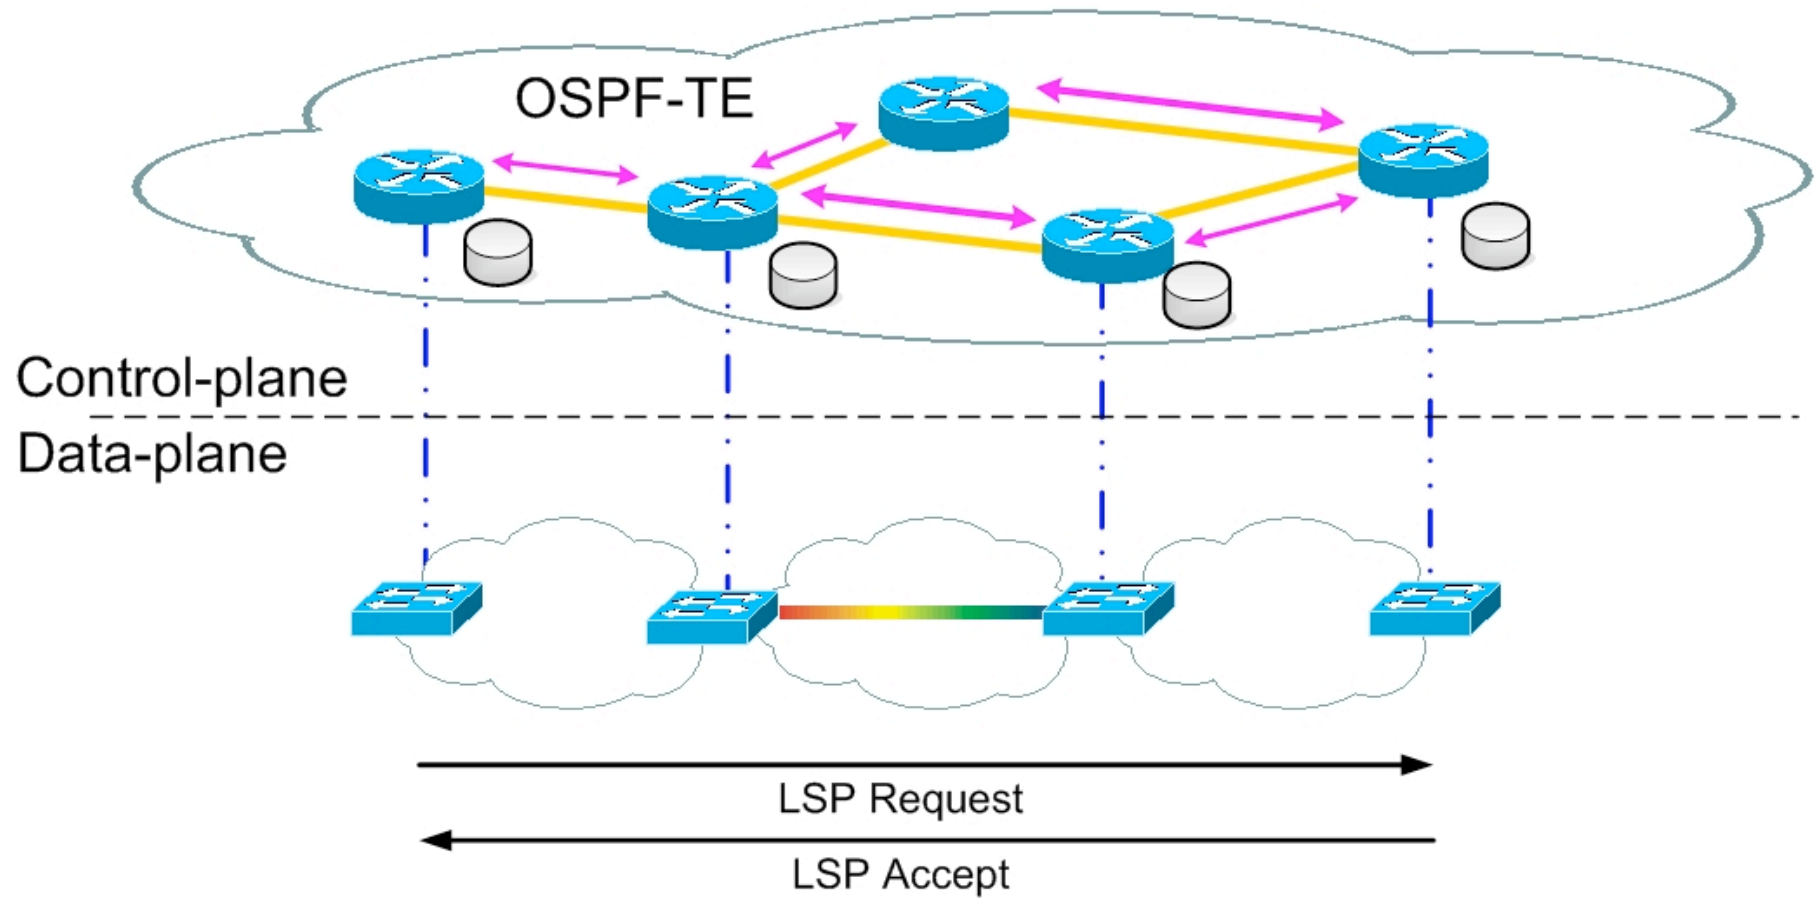 OSPF-TE
Control-plane
Data-plane
LSP Request
LSP Accept